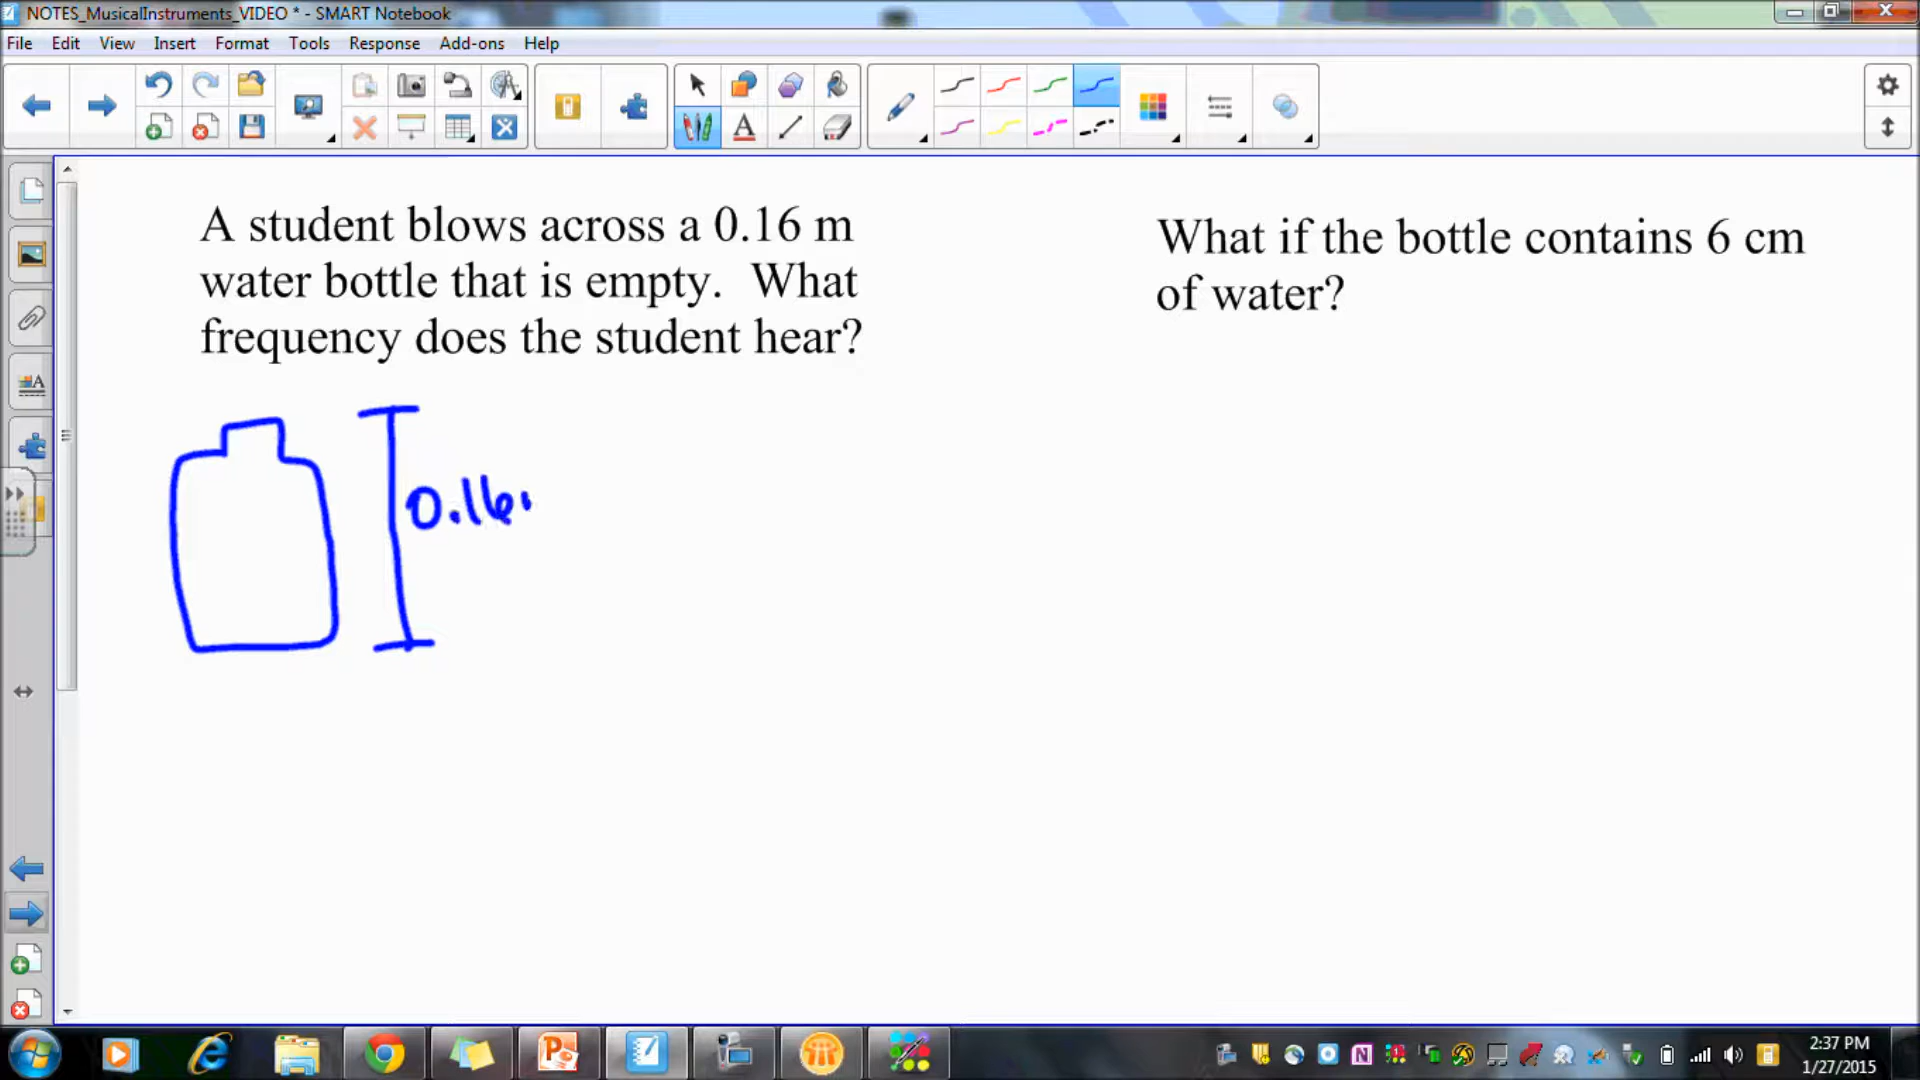 NOTES_MusicalInstruments_VIDEO * - SMART Notebook
File Edit View Insert Format Tools Response Add-ons Help
A student blows across a 0.16 m
water bottle that is empty. What
frequency does the student hear?
What if the bottle contains 6 cm
of water?
0.16
2:37 PM
1/27/2015